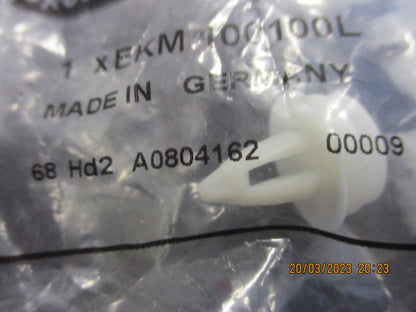 1 xEKM 100100L
MADE IN GERMANY
68 Hd2 A0804162 00009
20/03/2023 20:23